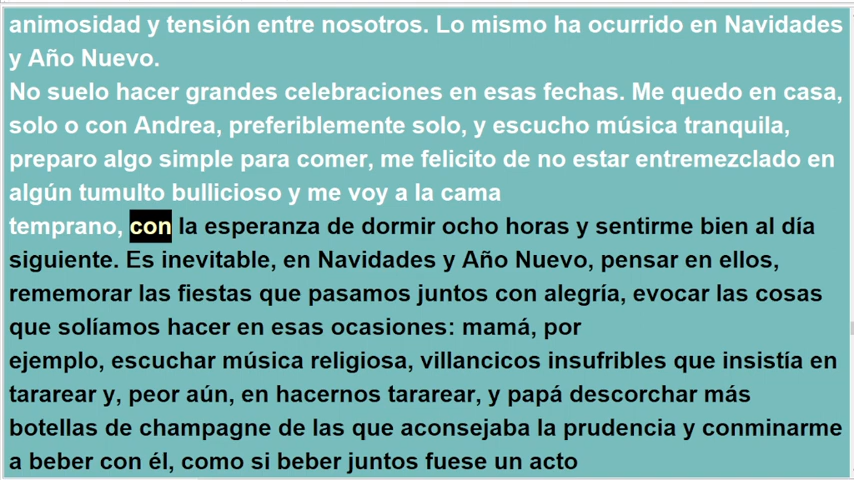 animosidad y tensión entre nosotros. Lo mismo ha ocurrido en Navidades
y Año Nuevo.
No suelo hacer grandes celebraciones en esas fechas. Me quedo en casa,
solo o con Andrea, preferiblemente solo, y escucho música tranquila,
preparo algo simple para comer, me felicito de no estar entremezclado en
algún tumulto bullicioso y me voy a la cama
temprano, con la esperanza de dormir ocho horas y sentirme bien al día
siguiente. Es inevitable, en Navidades y Año Nuevo, pensar en ellos,
rememorar las fiestas que pasamos juntos con alegría, evocar las cosas
que solíamos hacer en esas ocasiones: mamá, por
ejemplo, escuchar música religiosa, villancicos insufribles que insistía en
tararear y, peor aún, en hacernos tararear, y papá descorchar más
botellas de champagne de las que aconsejaba la prudencia y conminarme
a beber con él, como si beber juntos fuese un acto